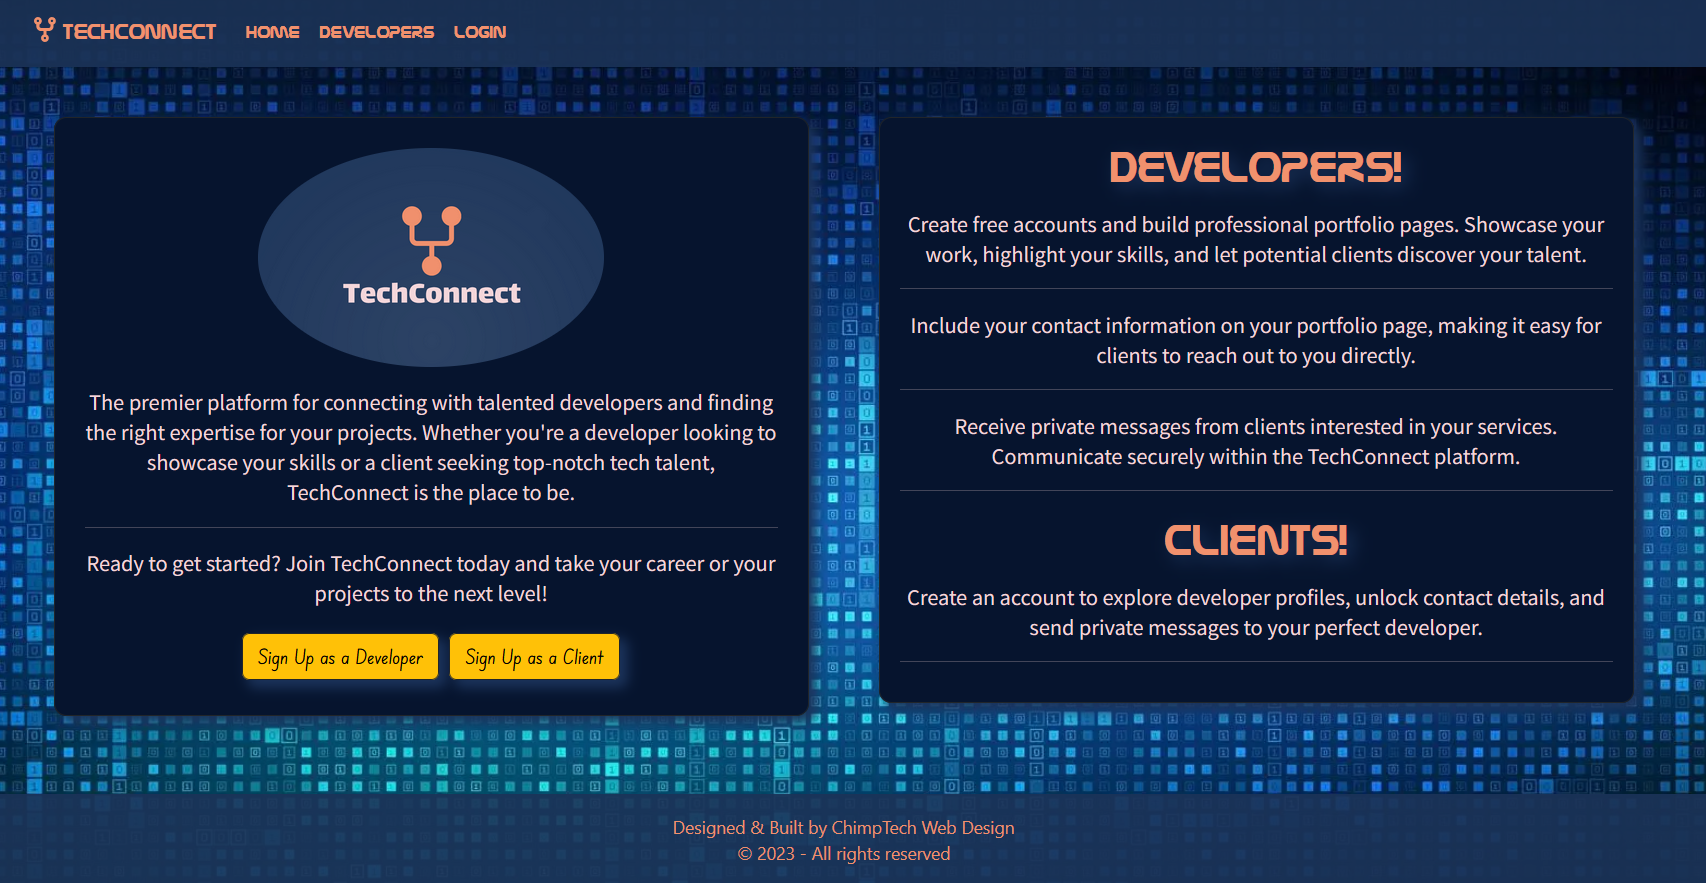 TECHCONNECT HOME DEVELOPERS LOGIN
TechConnect
The premier platform for connecting with talented developers and finding
the right expertise for your projects. Whether you're a developer looking to
showcase your skills or a client seeking top-notch tech talent,
TechConnect is the place to be.
Ready to get started? Join TechConnect today and take your career or your
projects to the next level!
Sign Up as a Developer
Sign Up as a Client
DEVELOPERS!
Create free accounts and build professional portfolio pages. Showcase your
work, highlight your skills, and let potential clients discover your talent.
Include your contact information on your portfolio page, making it easy for
clients to reach out to you directly.
Receive private messages from clients interested in your services.
Communicate securely within the TechConnect platform.
CLIENTS!
Create an account to explore developer profiles, unlock contact details, and
send private messages to your perfect developer.
Designed & Built by ChimpTech Web Design
© 2023 - All rights reserved